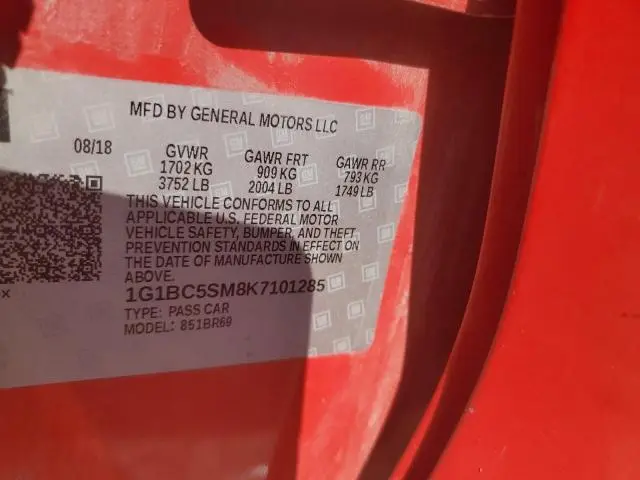 MFD BY GENERAL MOTORS LLC
08/18 GVWR GAWR FRT GAWR RR
1702 KG 909 KG 793 KG
3752 LB 2004 LB 1749 LB
THIS VEHICLE CONFORMS TO ALL
APPLICABLE U.S. FEDERAL MOTOR
VEHICLE SAFETY, BUMPER, AND THEFT
PREVENTION STANDARDS IN EFFECT ON
THE DATE OF MANUFACTURE SHOWN
ABOVE.
1G1BC5SM8K7101285
TYPE: PASS CAR
MODEL: 851BR69